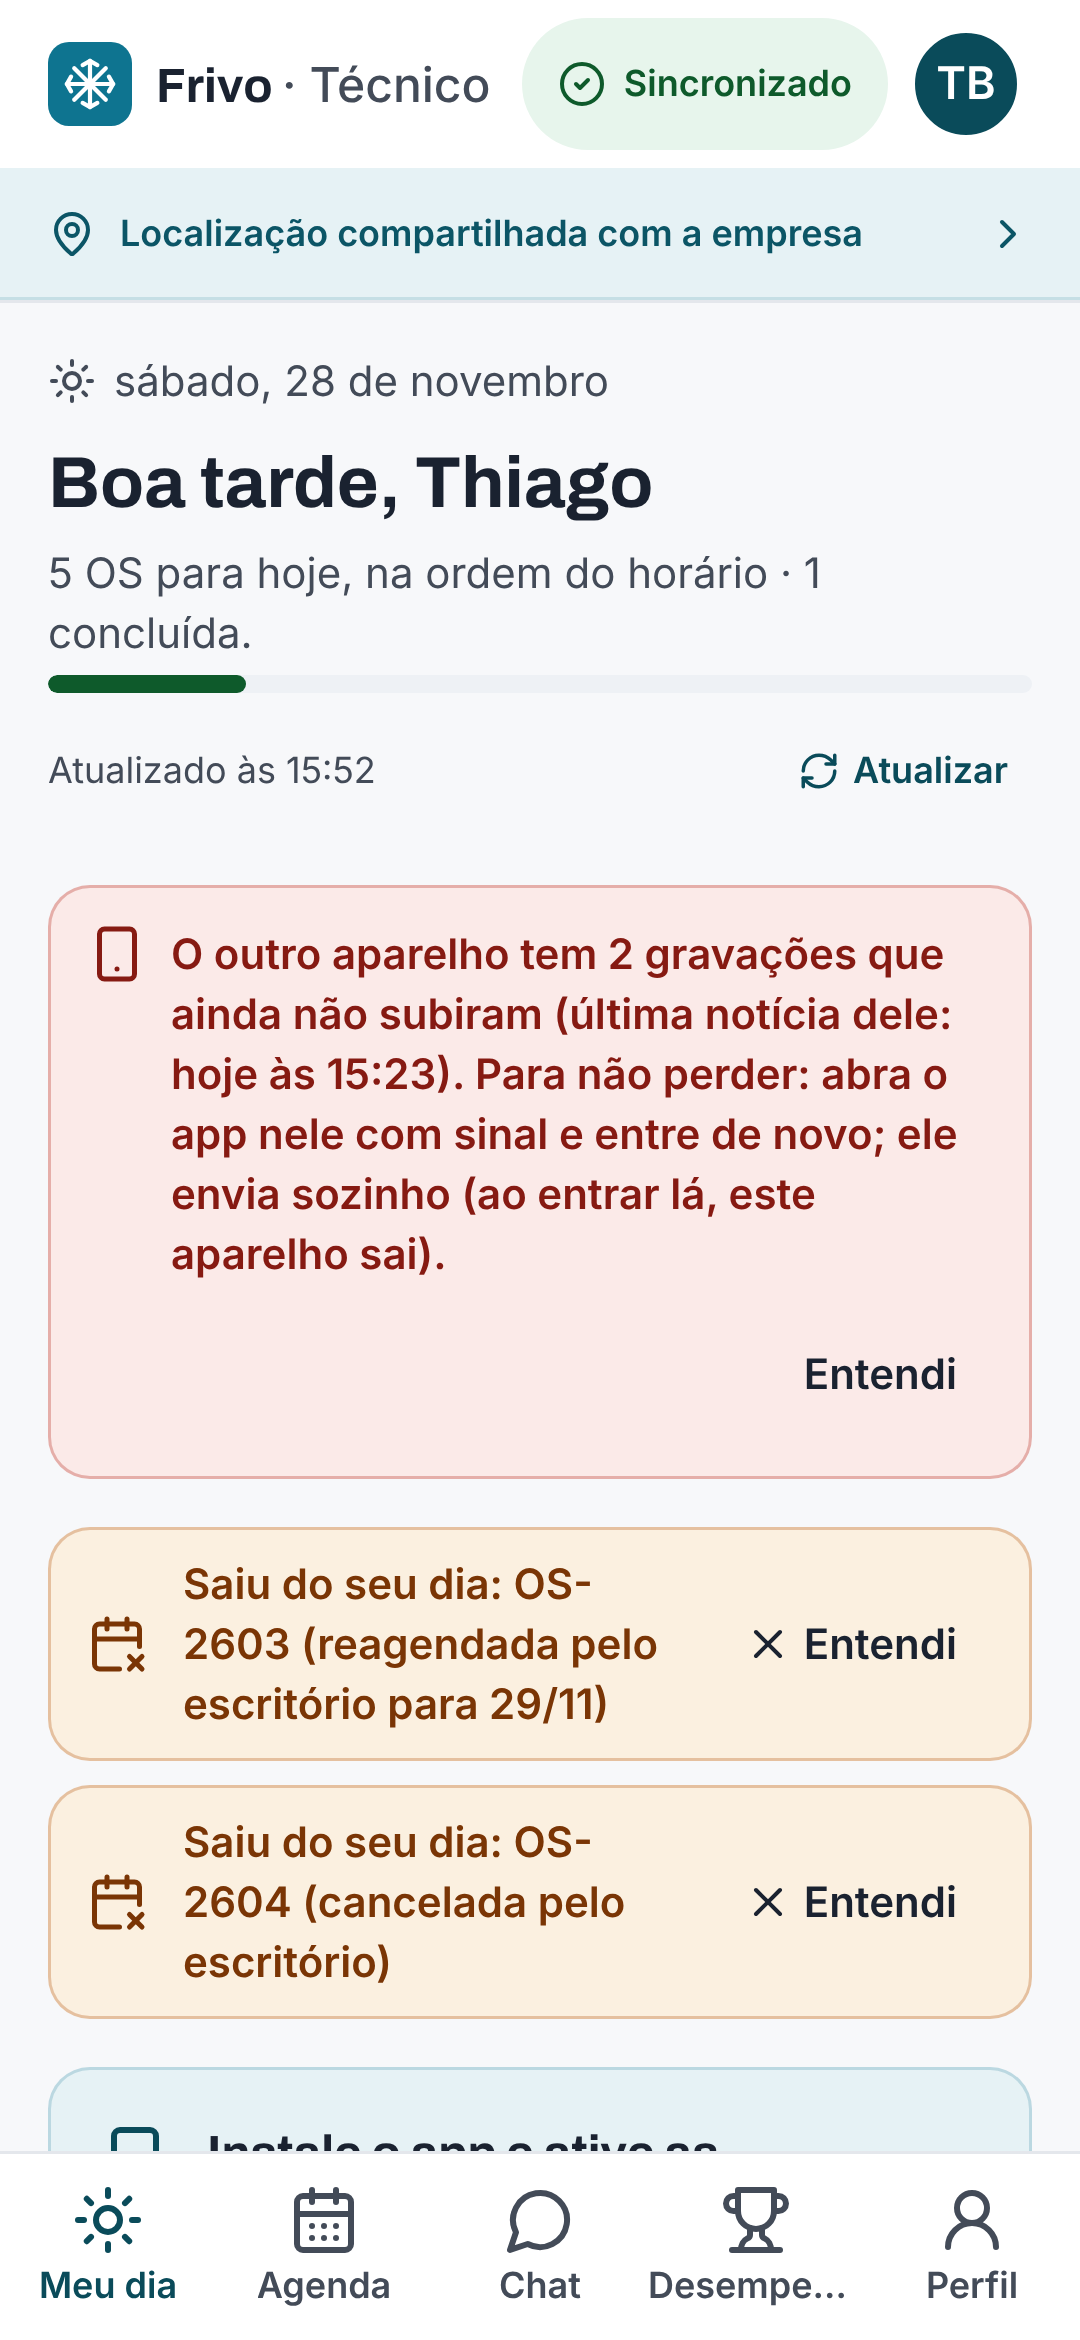 Frivo · Técnico
Sincronizado
TB
Localização compartilhada com a empresa
sábado, 28 de novembro
Boa tarde, Thiago
5 OS para hoje, na ordem do horário · 1
concluída.
Atualizado às 15:52
Atualizar
O outro aparelho tem 2 gravações que
ainda não subiram (última notícia dele:
hoje às 15:23). Para não perder: abra o
app nele com sinal e entre de novo; ele
envia sozinho (ao entrar lá, este
aparelho sai).
Entendi
Saiu do seu dia: OS-
2603 (reagendada pelo
escritório para 29/11)
Entendi
Saiu do seu dia: OS-
2604 (cancelada pelo
escritório)
Entendi
Instale o app e ative as
Meu dia
Agenda
Chat
Desempe...
Perfil